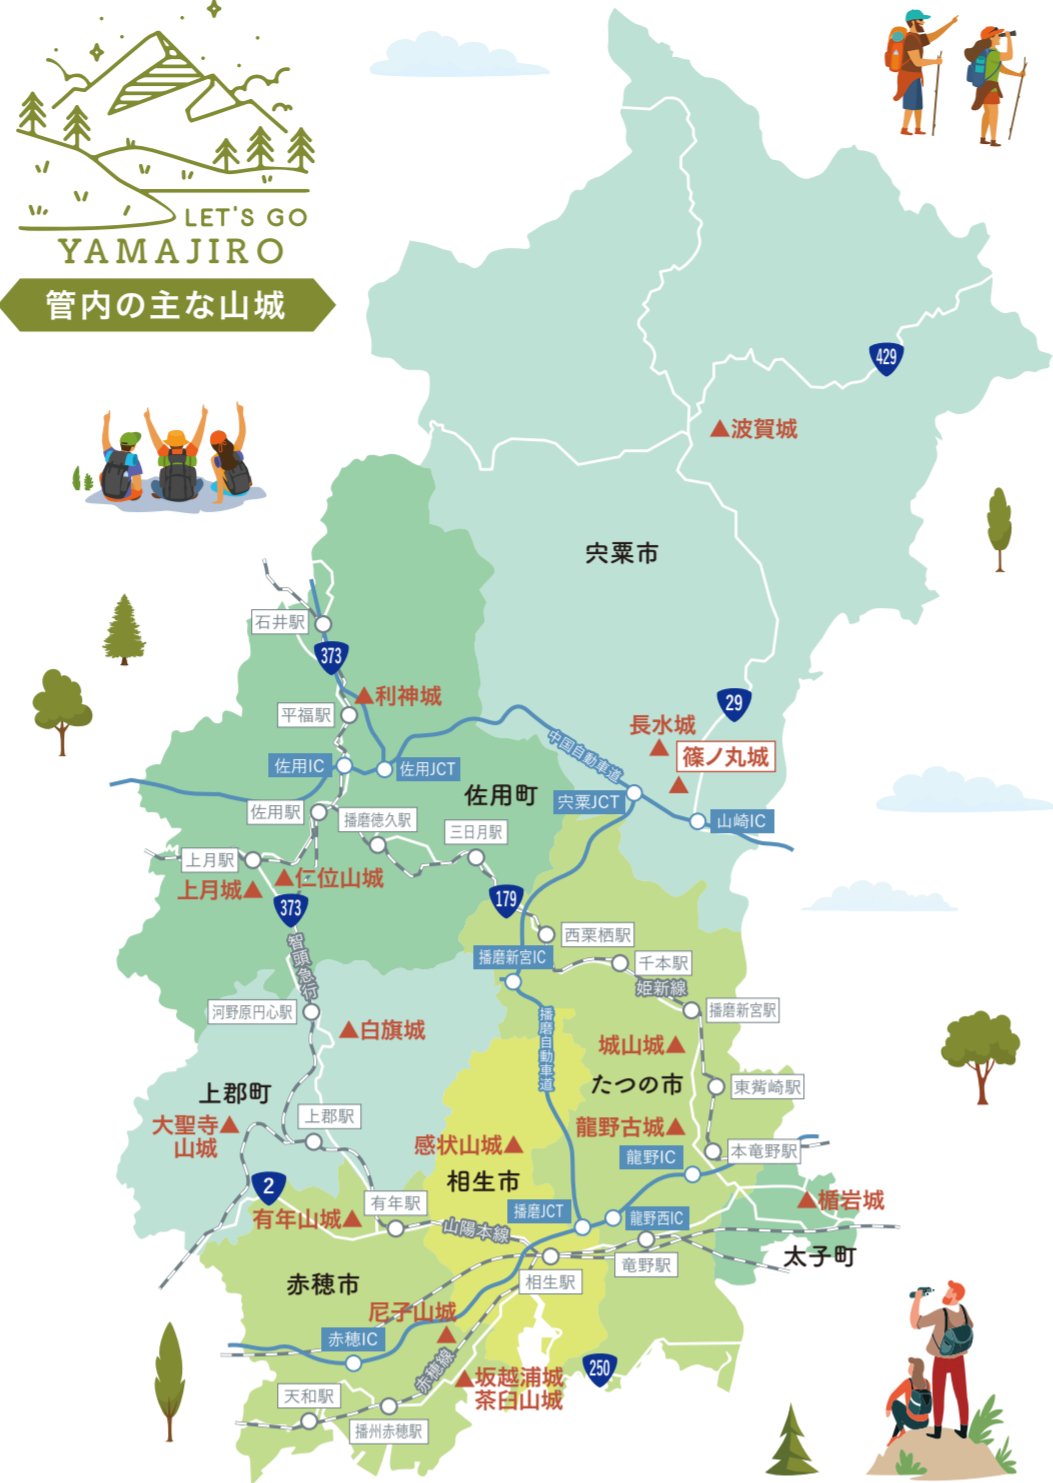 LET'S GO
YAMAJIRO
管内の主な山城
429
波賀城
宍粟市
石井駅
373
利神城
平福駅
29
長水城
篠ノ丸城
中国自動車道
佐用IC
佐用JCT
佐用町
宍粟JCT
山崎IC
佐用駅
播磨徳久駅
三日月駅
上月駅
上月城
仁位山城
373
179
智頭急行
西栗栖駅
播磨新宮IC
千本駅
姫新線
河野原円心駅
白旗城
播磨自動車道
播磨新宮駅
城山城
たつの市
東觜崎駅
上郡町
大聖寺
山城
上郡駅
感状山城
龍野古城
龍野IC
本竜野駅
相生市
2
有年山城
有年駅
山陽本線
播磨JCT
龍野西IC
楯岩城
太子町
竜野駅
相生駅
赤穂市
尼子山城
赤穂IC
赤穂線
坂越浦城
茶臼山城
250
天和駅
播州赤穂駅